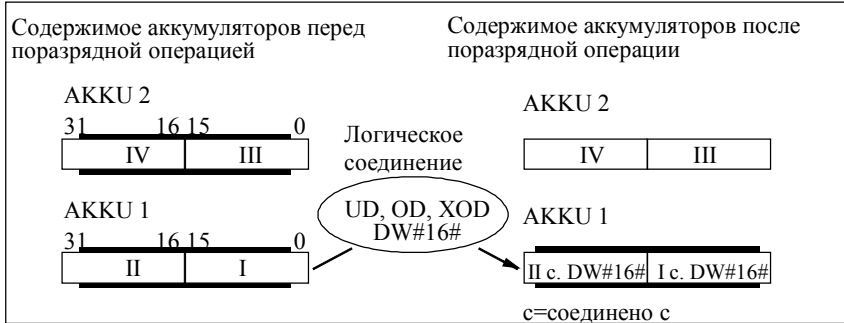 Содержимое аккумуляторов перед
поразрядной операцией
Содержимое аккумуляторов после
поразрядной операции
AKKU 2
31 16 15 0
IV III
AKKU 1
31 16 15 0
II I
Логическое
соединение
UD, OD, XOD
DW#16#
AKKU 2
IV III
AKKU 1
II с. DW#16# I с. DW#16#
с=соединено с